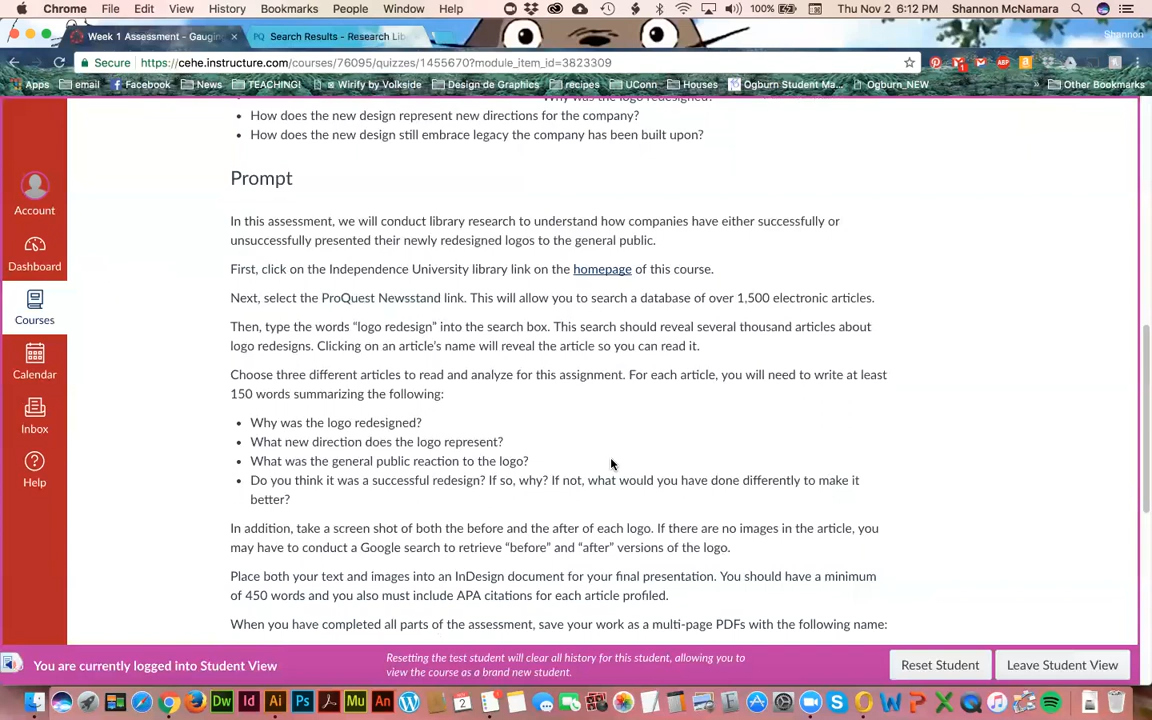 Chrome File Edit View History Bookmarks People Window Help 100% Thu Nov 2 6:12 PM Shannon McNamara
Week 1 Assessment - Gaugin × PQ Search Results - Research Lib × Shannon
Secure https://cehe.instructure.com/courses/76095/quizzes/1455670?module_item_id=3823309
Apps email Facebook News TEACHING! Wirify by Volkside Design de Graphics recipes UConn Houses Ogburn Student Ma... Ogburn_NEW » Other Bookmarks
Why was the logo redesigned?
• How does the new design represent new directions for the company?
• How does the new design still embrace legacy the company has been built upon?
Prompt
In this assessment, we will conduct library research to understand how companies have either successfully or
unsuccessfully presented their newly redesigned logos to the general public.
First, click on the Independence University library link on the homepage of this course.
Next, select the ProQuest Newsstand link. This will allow you to search a database of over 1,500 electronic articles.
Then, type the words “logo redesign” into the search box. This search should reveal several thousand articles about
logo redesigns. Clicking on an article’s name will reveal the article so you can read it.
Choose three different articles to read and analyze for this assignment. For each article, you will need to write at least
150 words summarizing the following:
• Why was the logo redesigned?
• What new direction does the logo represent?
• What was the general public reaction to the logo?
• Do you think it was a successful redesign? If so, why? If not, what would you have done differently to make it
better?
In addition, take a screen shot of both the before and the after of each logo. If there are no images in the article, you
may have to conduct a Google search to retrieve “before” and “after” versions of the logo.
Place both your text and images into an InDesign document for your final presentation. You should have a minimum
of 450 words and you also must include APA citations for each article profiled.
When you have completed all parts of the assessment, save your work as a multi-page PDFs with the following name:
Account
Dashboard
Courses
Calendar
Inbox
Help
You are currently logged into Student View
Resetting the test student will clear all history for this student, allowing you to
view the course as a brand new student.
Reset Student
Leave Student View
Dw Id Ai Ps Mu An